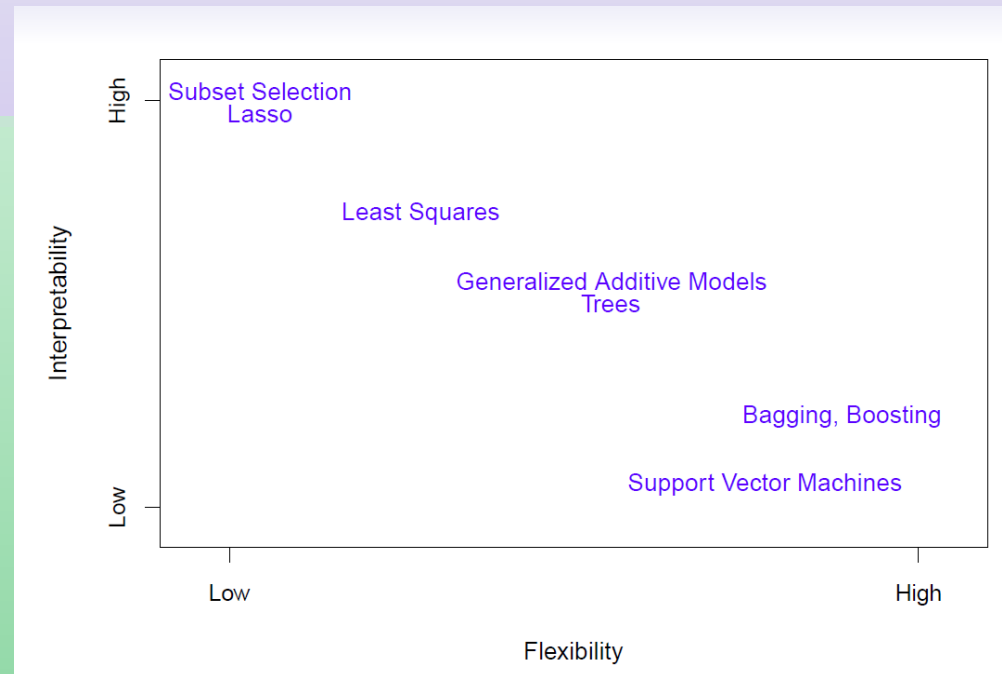 High
Subset Selection
Lasso
Least Squares
Interpretability
Generalized Additive Models
Trees
Bagging, Boosting
Support Vector Machines
Low
Low
High
Flexibility